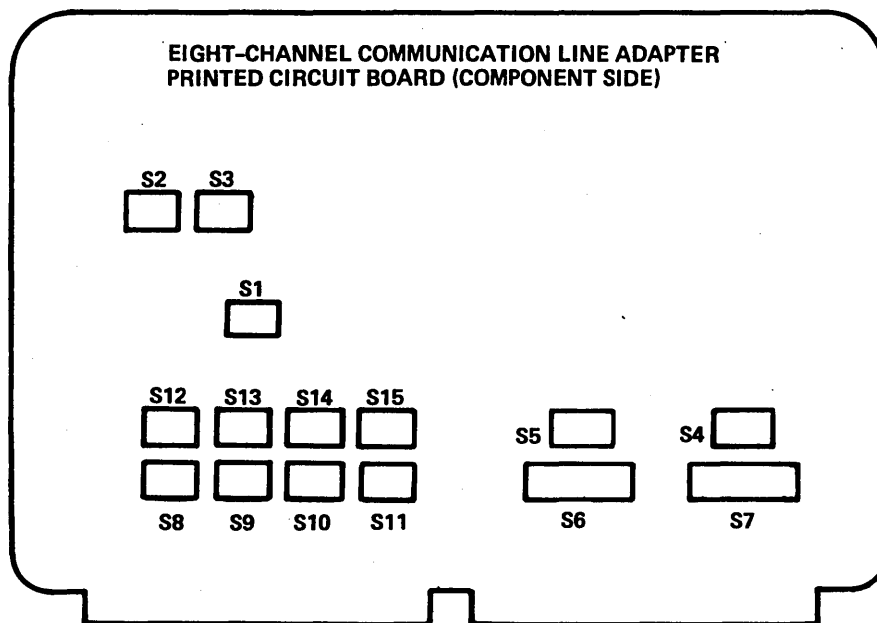 EIGHT-CHANNEL COMMUNICATION LINE ADAPTER
PRINTED CIRCUIT BOARD (COMPONENT SIDE)
S2 S3
S1
S12 S13 S14 S15
S5 S4
S8 S9 S10 S11 S6 S7